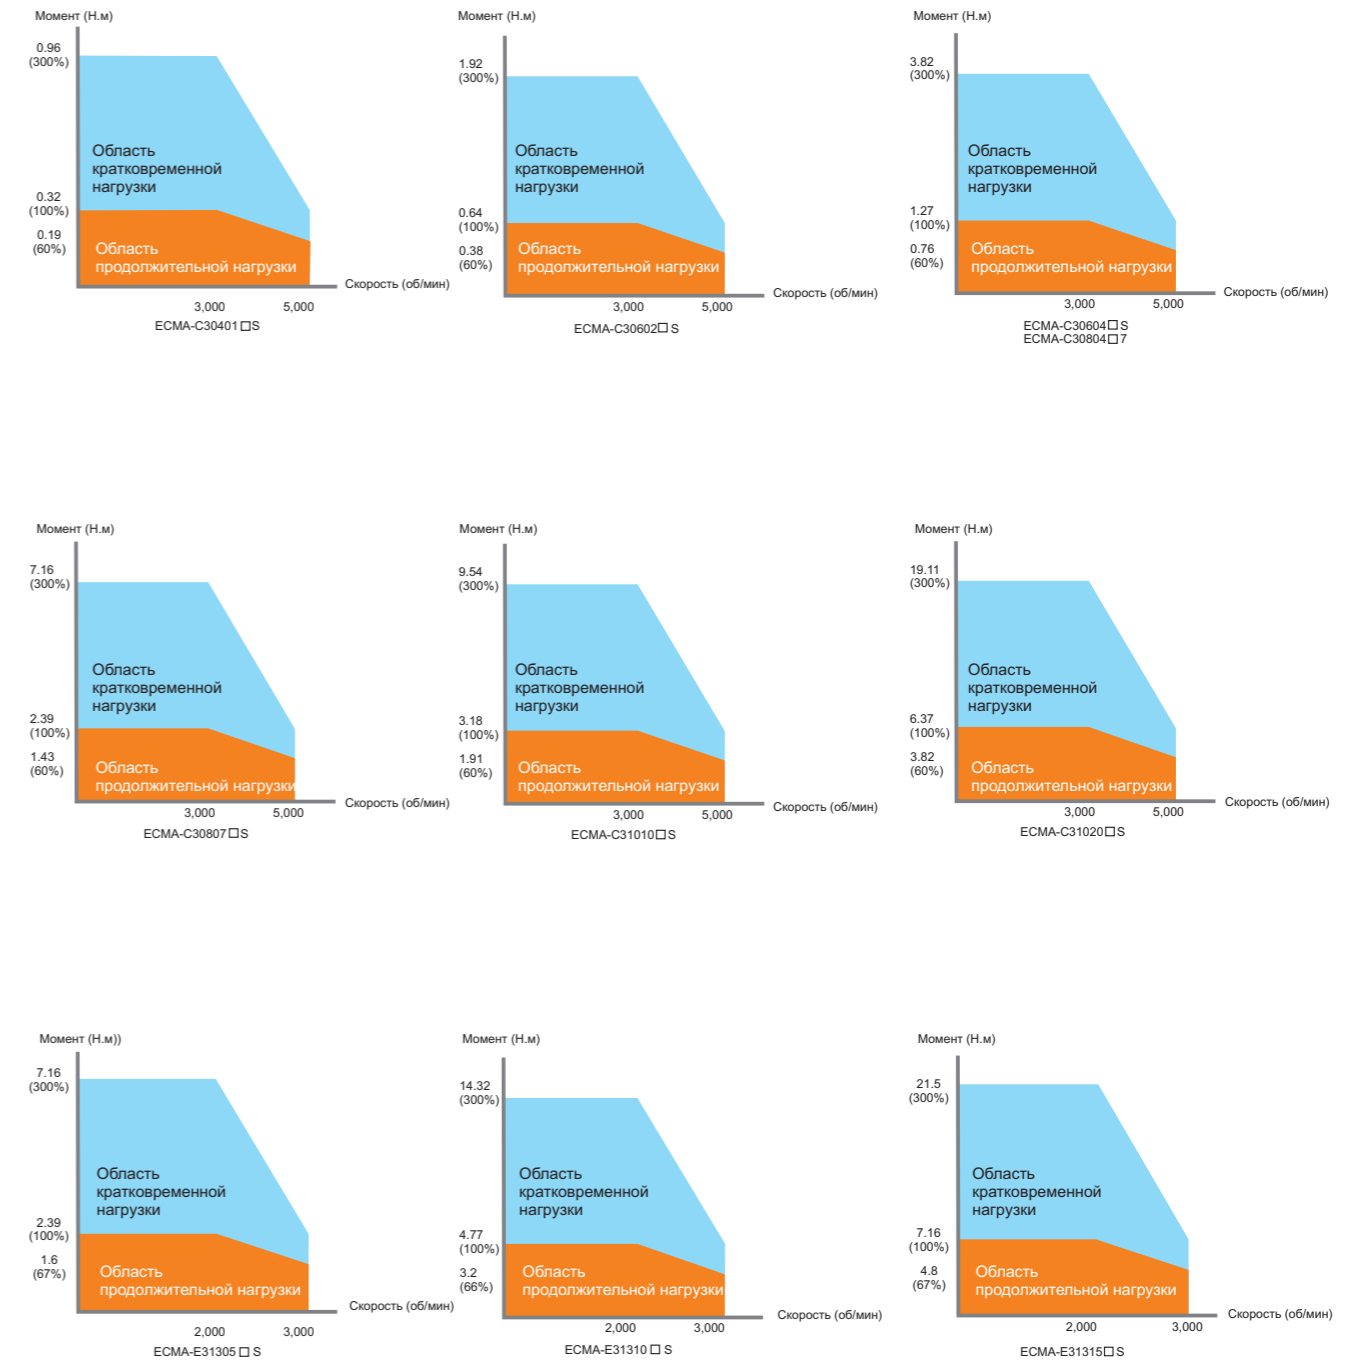 Момент (Н.м)
0.96
(300%)
Область
кратковременной
нагрузки
0.32
(100%)
0.19
(60%)
Область
продолжительной нагрузки
Скорость (об/мин)
3,000 5,000
ECMA-C30401□S
Момент (Н.м)
1.92
(300%)
Область
кратковременной
нагрузки
0.64
(100%)
0.38
(60%)
Область
продолжительной нагрузки
Скорость (об/мин)
3,000 5,000
ECMA-C30602□S
Момент (Н.м)
3.82
(300%)
Область
кратковременной
нагрузки
1.27
(100%)
0.76
(60%)
Область
продолжительной нагрузки
Скорость (об/мин)
3,000 5,000
ECMA-C30604□S
ECMA-C30804□7
Момент (Н.м)
7.16
(300%)
Область
кратковременной
нагрузки
2.39
(100%)
1.43
(60%)
Область
продолжительной нагрузки
Скорость (об/мин)
3,000 5,000
ECMA-C30807□S
Момент (Н.м)
9.54
(300%)
Область
кратковременной
нагрузки
3.18
(100%)
1.91
(60%)
Область
продолжительной нагрузки
Скорость (об/мин)
3,000 5,000
ECMA-C31010□S
Момент (Н.м)
19.11
(300%)
Область
кратковременной
нагрузки
6.37
(100%)
3.82
(60%)
Область
продолжительной нагрузки
Скорость (об/мин)
3,000 5,000
ECMA-C31020□S
Момент (Н.м))
7.16
(300%)
Область
кратковременной
нагрузки
2.39
(100%)
1.6
(67%)
Область
продолжительной нагрузки
Скорость (об/мин)
2,000 3,000
ECMA-E31305□S
Момент (Н.м)
14.32
(300%)
Область
кратковременной
нагрузки
4.77
(100%)
3.2
(66%)
Область
продолжительной нагрузки
Скорость (об/мин)
2,000 3,000
ECMA-E31310□S
Момент (Н.м)
21.5
(300%)
Область
кратковременной
нагрузки
7.16
(100%)
4.8
(67%)
Область
продолжительной нагрузки
Скорость (об/мин)
2,000 3,000
ECMA-E31315□S